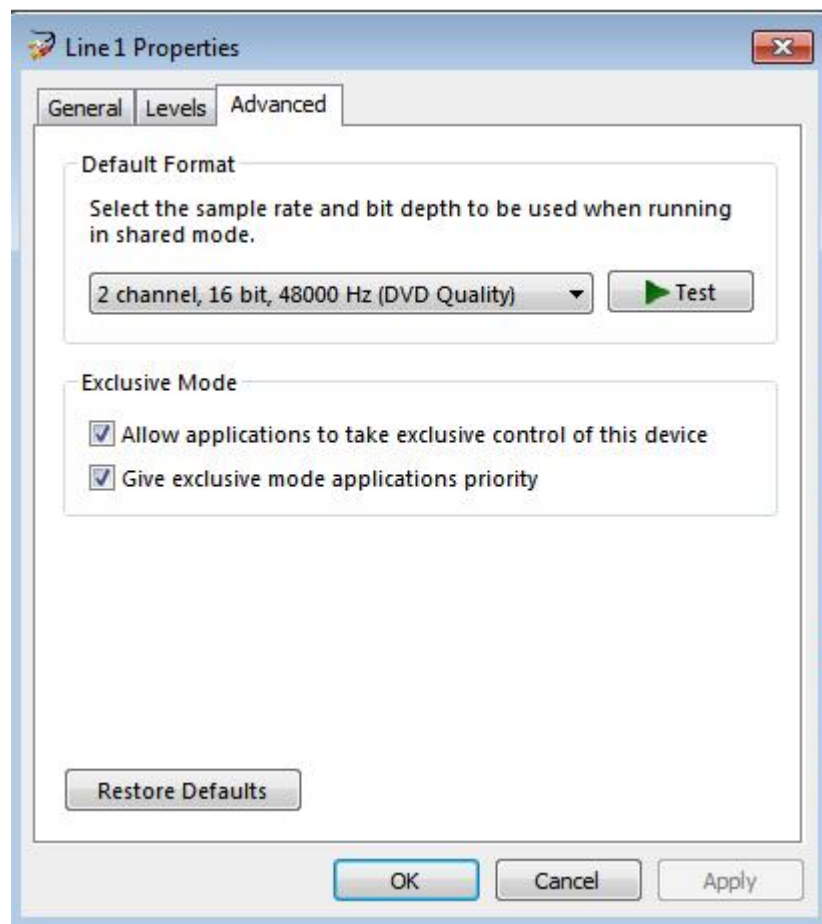 Line 1 Properties
General
Levels
Advanced
Default Format
Select the sample rate and bit depth to be used when running
in shared mode.
2 channel, 16 bit, 48000 Hz (DVD Quality)
Test
Exclusive Mode
Allow applications to take exclusive control of this device
Give exclusive mode applications priority
Restore Defaults
OK
Cancel
Apply